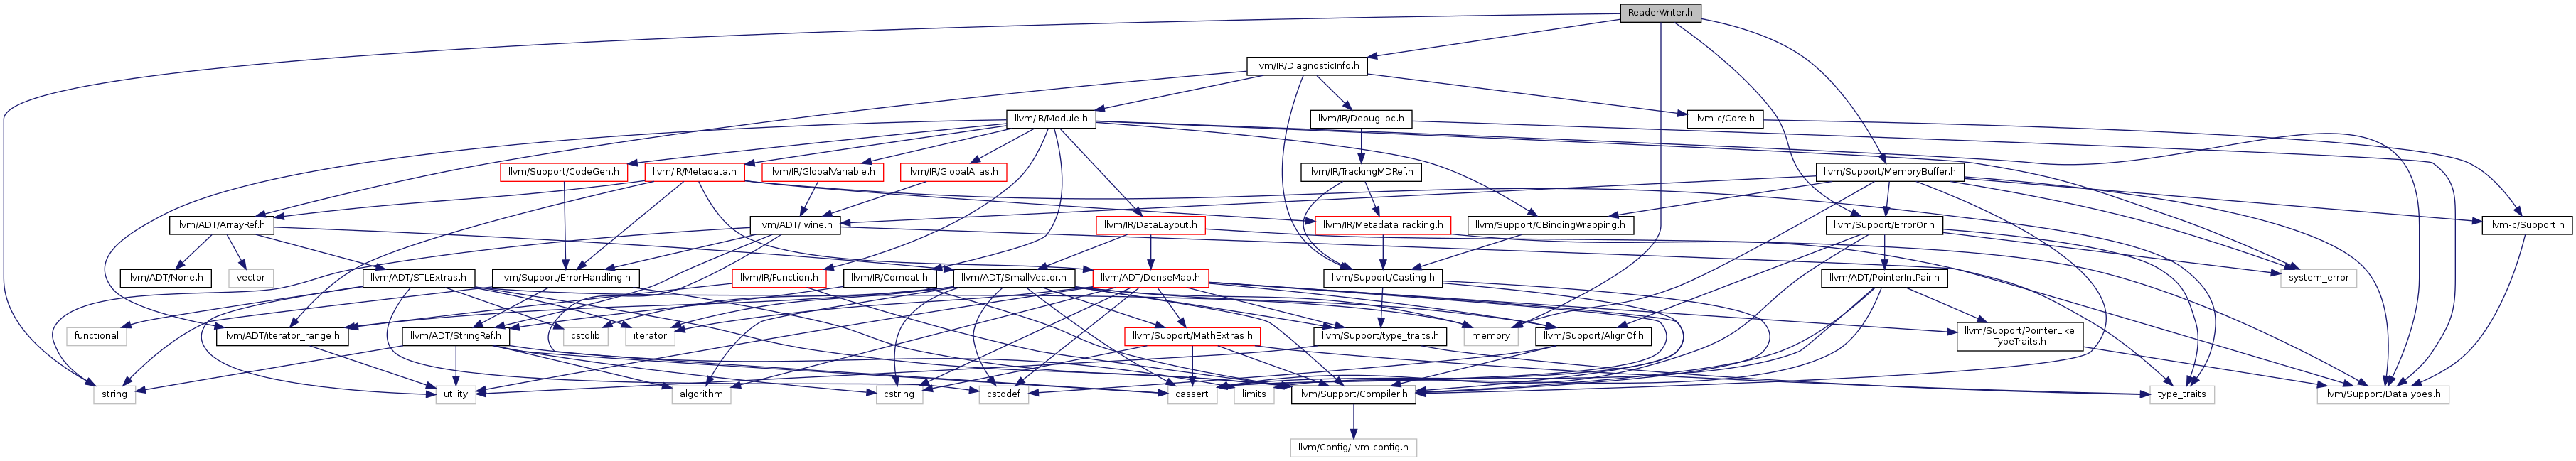 ReaderWriter.h
llvm/IR/DiagnosticInfo.h
llvm/IR/Module.h
llvm/IR/DebugLoc.h
llvm-c/Core.h
llvm/Support/CodeGen.h
llvm/IR/Metadata.h
llvm/IR/GlobalVariable.h
llvm/IR/GlobalAlias.h
llvm/IR/TrackingMDRef.h
llvm/Support/MemoryBuffer.h
llvm/ADT/ArrayRef.h
llvm/ADT/Twine.h
llvm/IR/DataLayout.h
llvm/IR/MetadataTracking.h
llvm/Support/CBindingWrapping.h
llvm/Support/ErrorOr.h
llvm-c/Support.h
llvm/ADT/None.h
vector
llvm/ADT/STLExtras.h
llvm/Support/ErrorHandling.h
llvm/IR/Function.h
llvm/IR/Comdat.h
llvm/ADT/SmallVector.h
llvm/ADT/DenseMap.h
llvm/Support/Casting.h
llvm/ADT/PointerIntPair.h
system_error
functional
llvm/ADT/iterator_range.h
llvm/ADT/StringRef.h
cstdlib
iterator
llvm/Support/MathExtras.h
llvm/Support/type_traits.h
memory
llvm/Support/AlignOf.h
llvm/Support/PointerLike
TypeTraits.h
string
utility
algorithm
cstring
cstddef
cassert
limits
llvm/Support/Compiler.h
type_traits
llvm/Support/DataTypes.h
llvm/Config/llvm-config.h